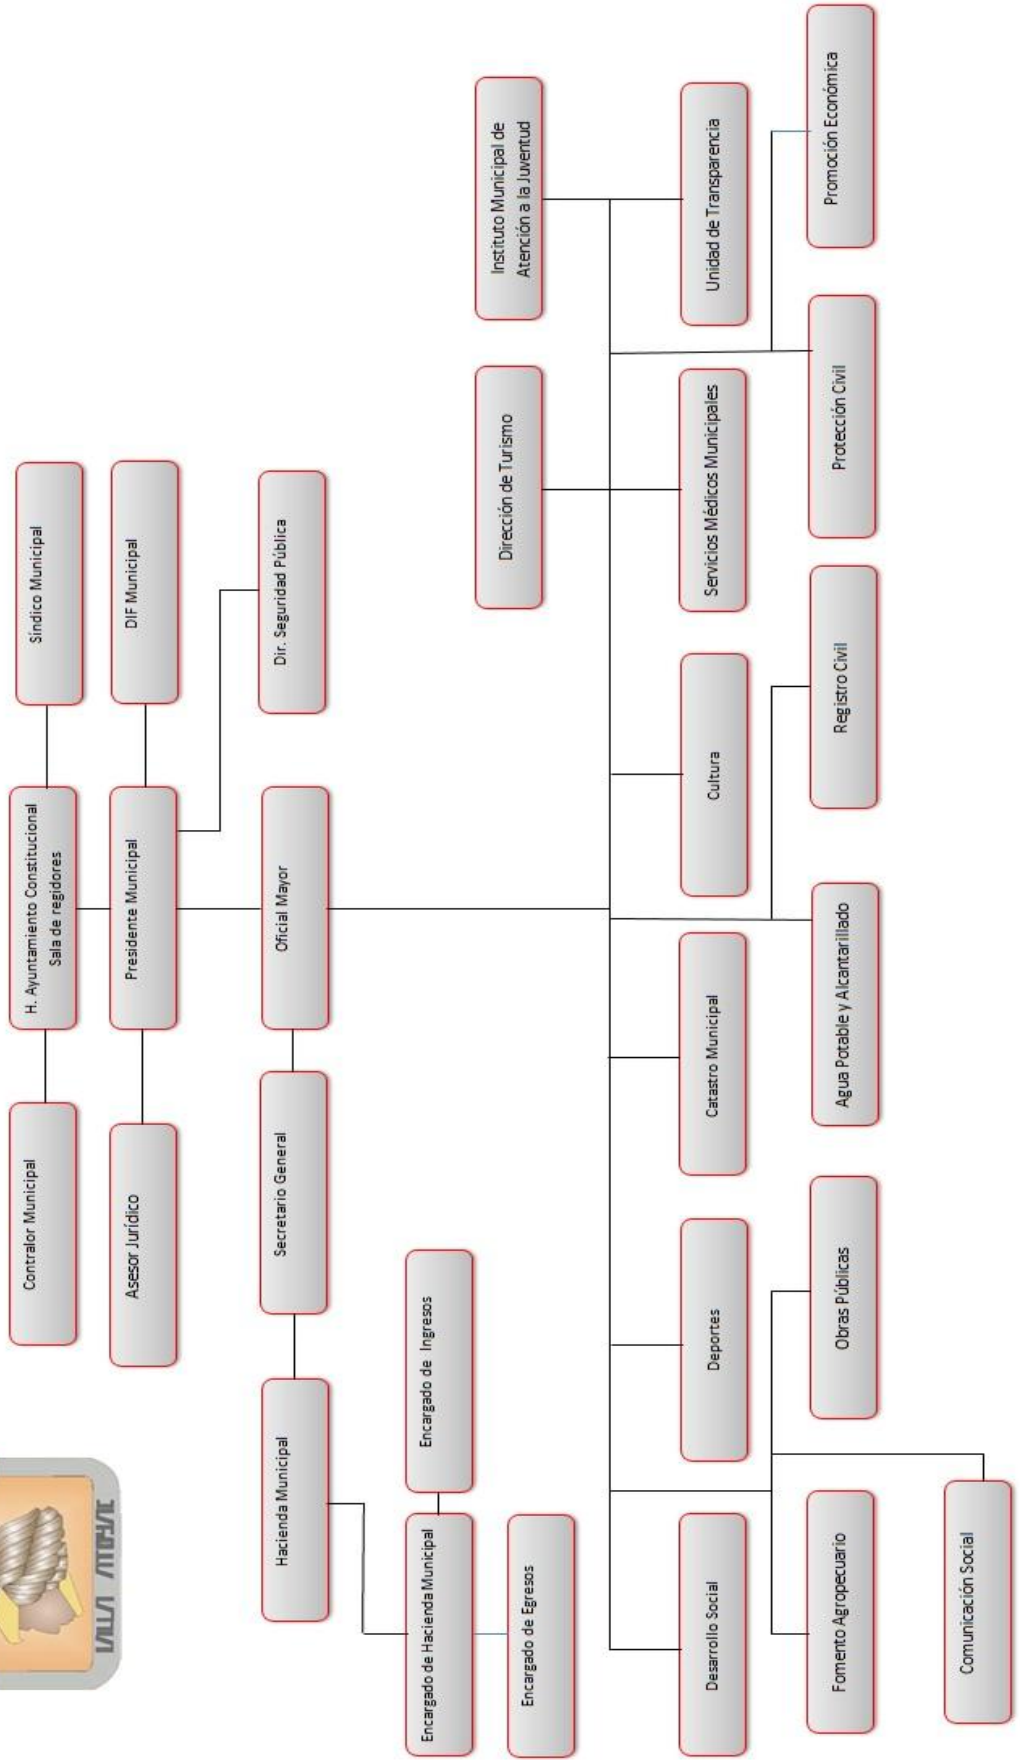 H. Ayuntamiento Constitucional
Sala de regidores
Contralor Municipal
Síndico Municipal
Asesor Jurídico
Presidente Municipal
DIF Municipal
Hacienda Municipal
Secretario General
Oficial Mayor
Dir. Seguridad Pública
Encargado de Hacienda Municipal
Encargado de Ingresos
Encargado de Egresos
Dirección de Turismo
Instituto Municipal de
Atención a la Juventud
Desarrollo Social
Deportes
Catastro Municipal
Cultura
Servicios Médicos Municipales
Unidad de Transparencia
Fomento Agropecuario
Obras Públicas
Agua Potable y Alcantarillado
Registro Civil
Protección Civil
Promoción Económica
Comunicación Social